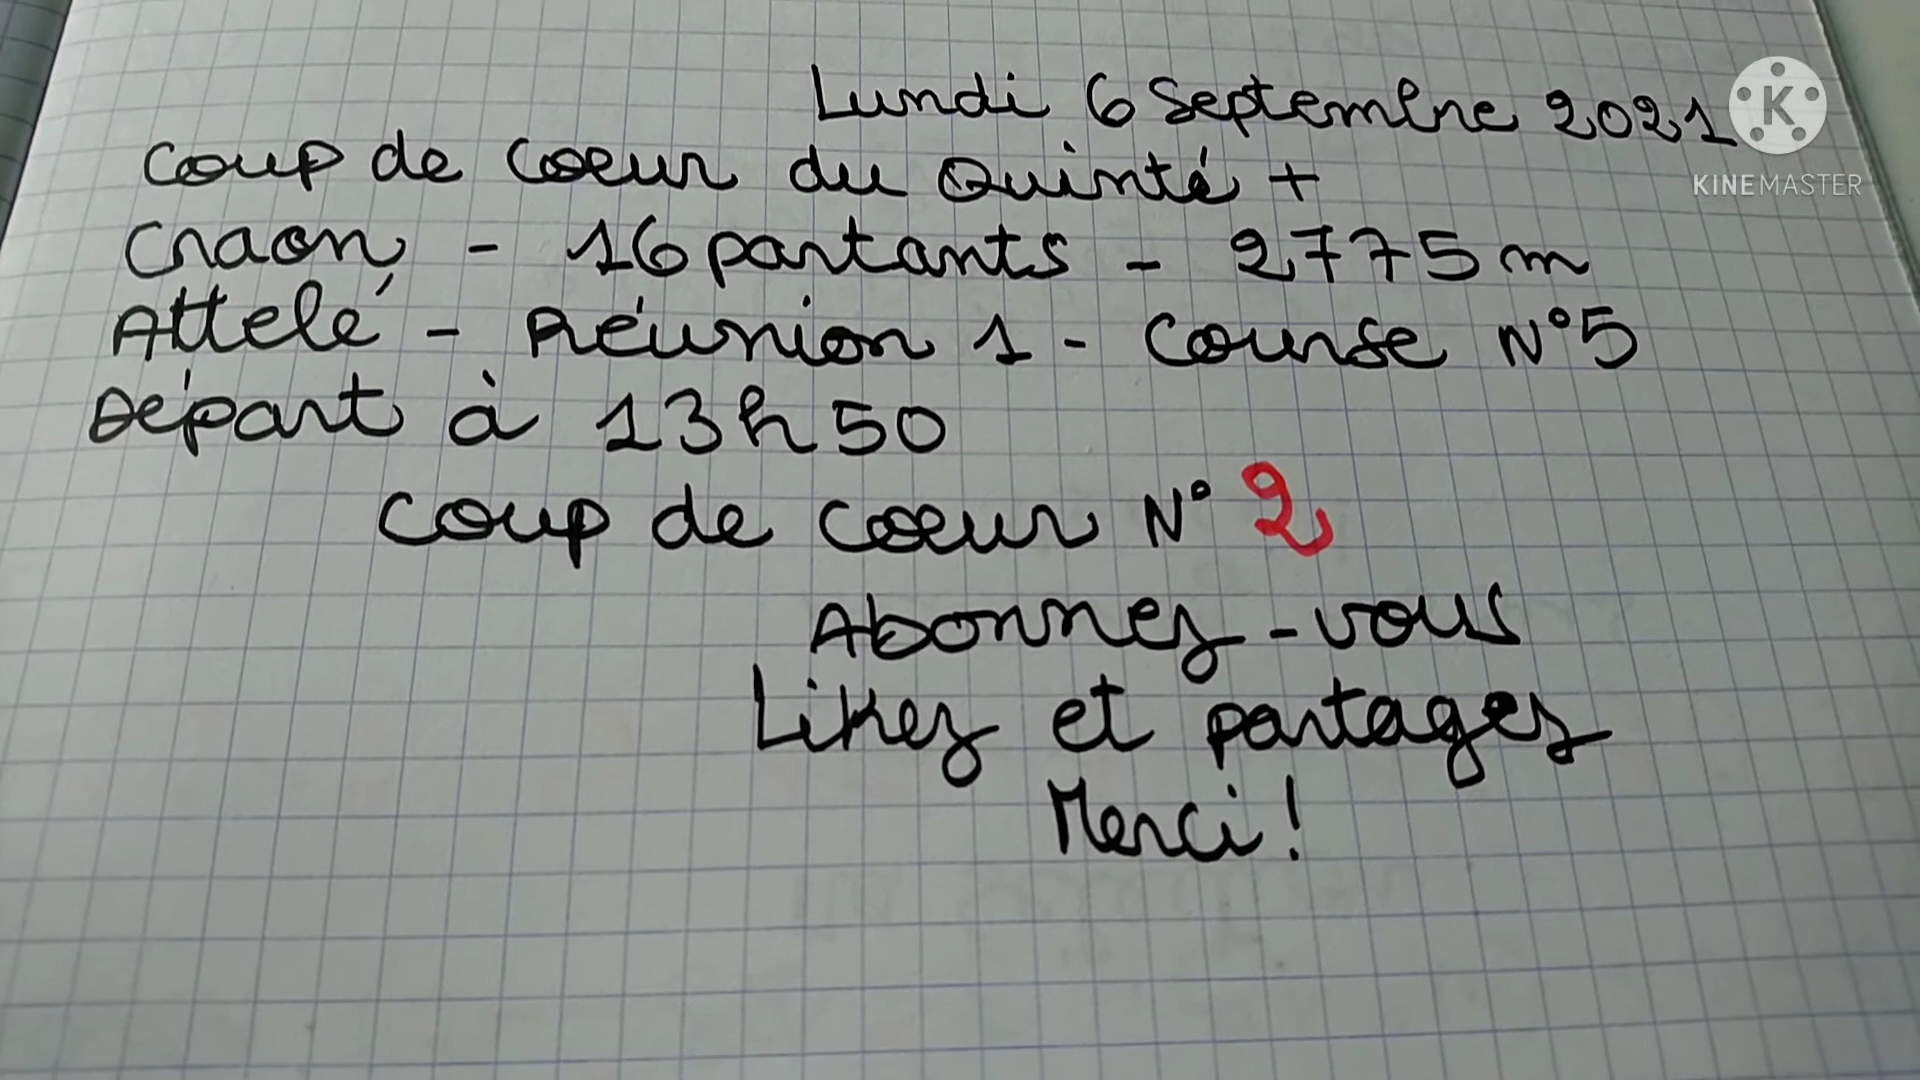 Lundi 6 Septembre 2021
Coup de coeur du Quinté +
Craon - 16 partants - 2775 m
Attelé - Réunion 1 - Course N°5
Départ à 13h50
Coup de coeur N° 2
Abonnez-vous
Likez et partagez
Merci !
K
KINEMASTER